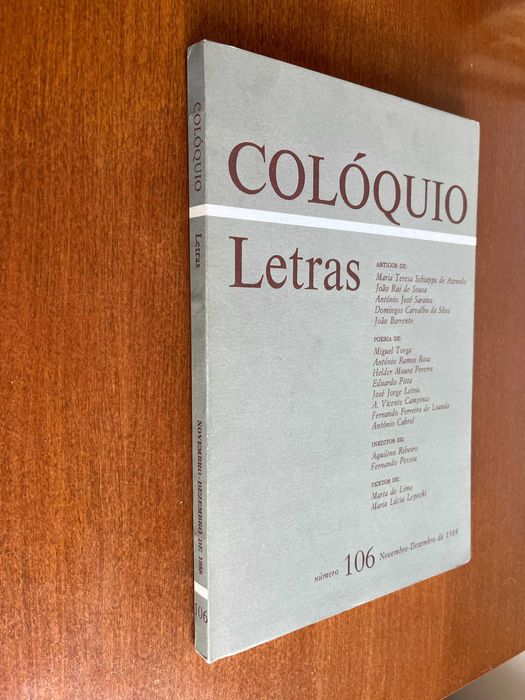 COLÓQUIO
Letras
NOVEMBRO-DEZEMBRO DE 1988
106
COLÓQUIO
Letras
ARTIGOS DE:
Maria Teresa Schiappa de Azevedo
João Rui de Sousa
António José Saraiva
Domingos Carvalho da Silva
João Barrento
POESIA DE:
Miguel Torga
António Ramos Rosa
Helder Moura Pereira
Eduardo Pitta
José Jorge Letria
A. Vicente Campinas
Fernando Ferreira de Loanda
António Cabral
INÉDITOS DE:
Aquilino Ribeiro
Fernando Pessoa
TEXTOS DE:
Marta de Lima
Maria Lúcia Lepecki
número 106 Novembro-Dezembro de 1988